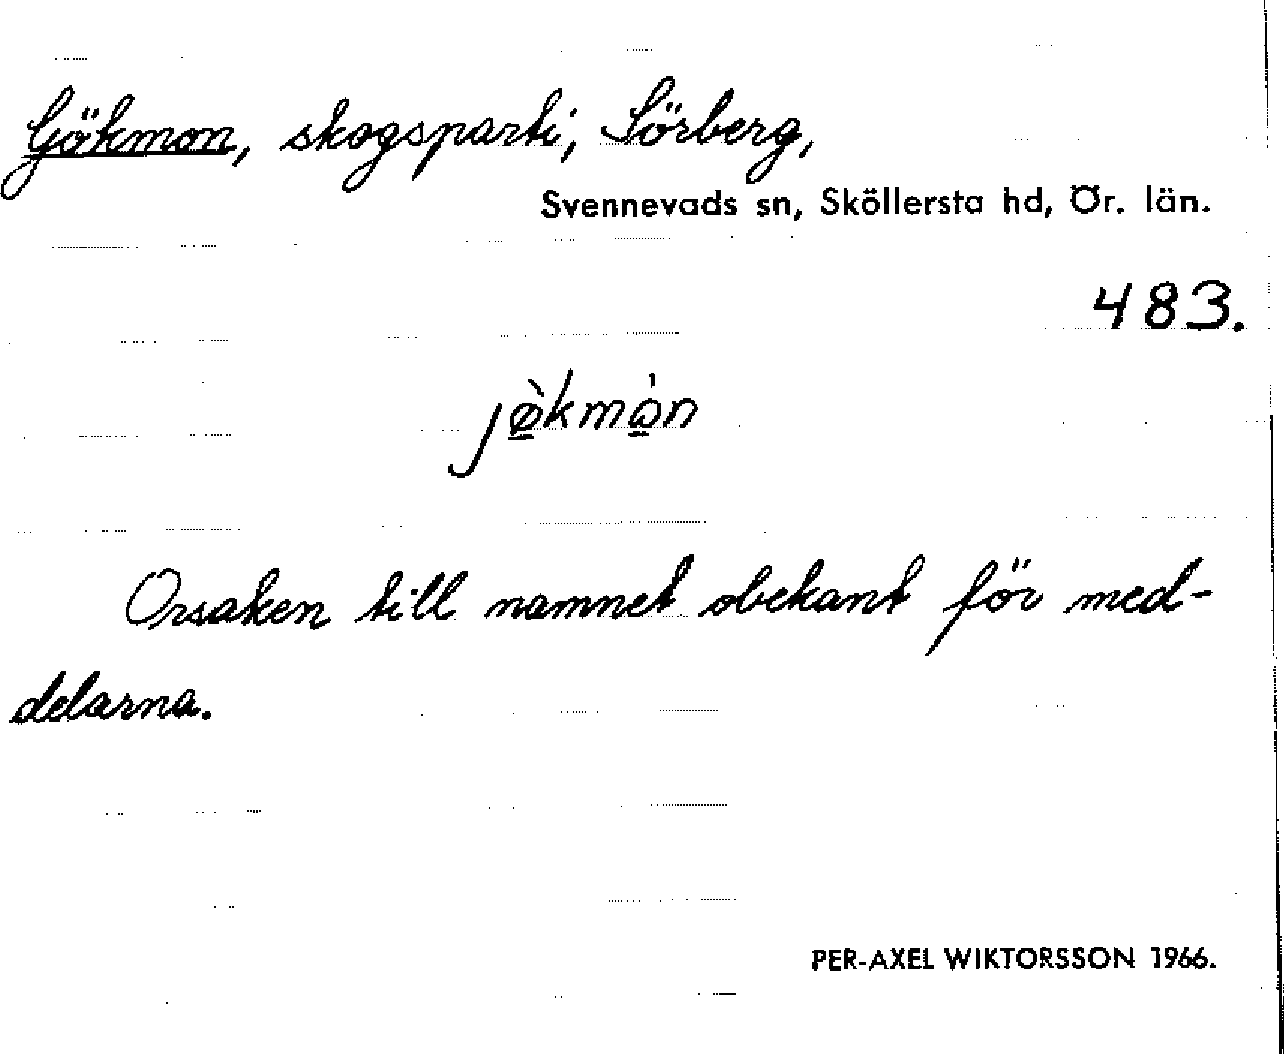 Gökmon, skogsparti, Sörberg,
Svennevads sn, Sköllersta hd, Ör. län.
483.
jø̠̀kmὼ̠n
Orsaken till namnet obekant för med-
delarna.
PER-AXEL WIKTORSSON 1966.